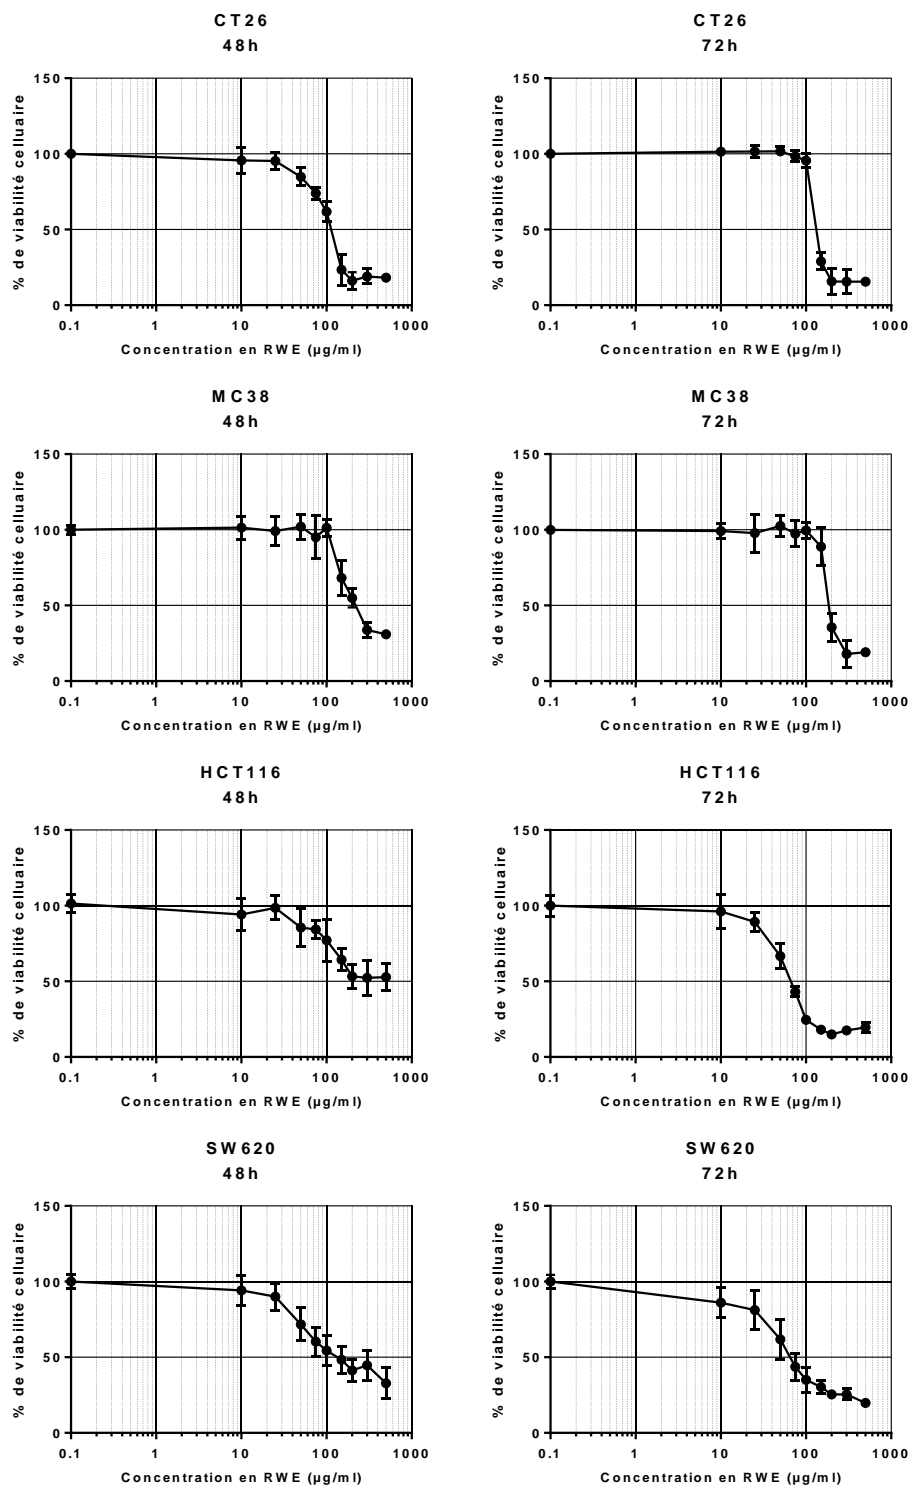 CT26
48h
150
100
50
0
% de viabilité celluaire
0.1 1 10 100 1000
Concentration en RWE (µg/ml)
CT26
72h
150
100
50
0
% de viabilité celluaire
0.1 1 10 100 1000
Concentration en RWE (µg/ml)
MC38
48h
150
100
50
0
% de viabilité celluaire
0.1 1 10 100 1000
Concentration en RWE (µg/ml)
MC38
72h
150
100
50
0
% de viabilité celluaire
0.1 1 10 100 1000
Concentration en RWE (µg/ml)
HCT116
48h
150
100
50
0
% de viabilité celluaire
0.1 1 10 100 1000
Concentration en RWE (µg/ml)
HCT116
72h
150
100
50
0
% de viabilité celluaire
0.1 1 10 100 1000
Concentration en RWE (µg/ml)
SW620
48h
150
100
50
0
% de viabilité celluaire
0.1 1 10 100 1000
Concentration en RWE (µg/ml)
SW620
72h
150
100
50
0
% de viabilité celluaire
0.1 1 10 100 1000
Concentration en RWE (µg/ml)